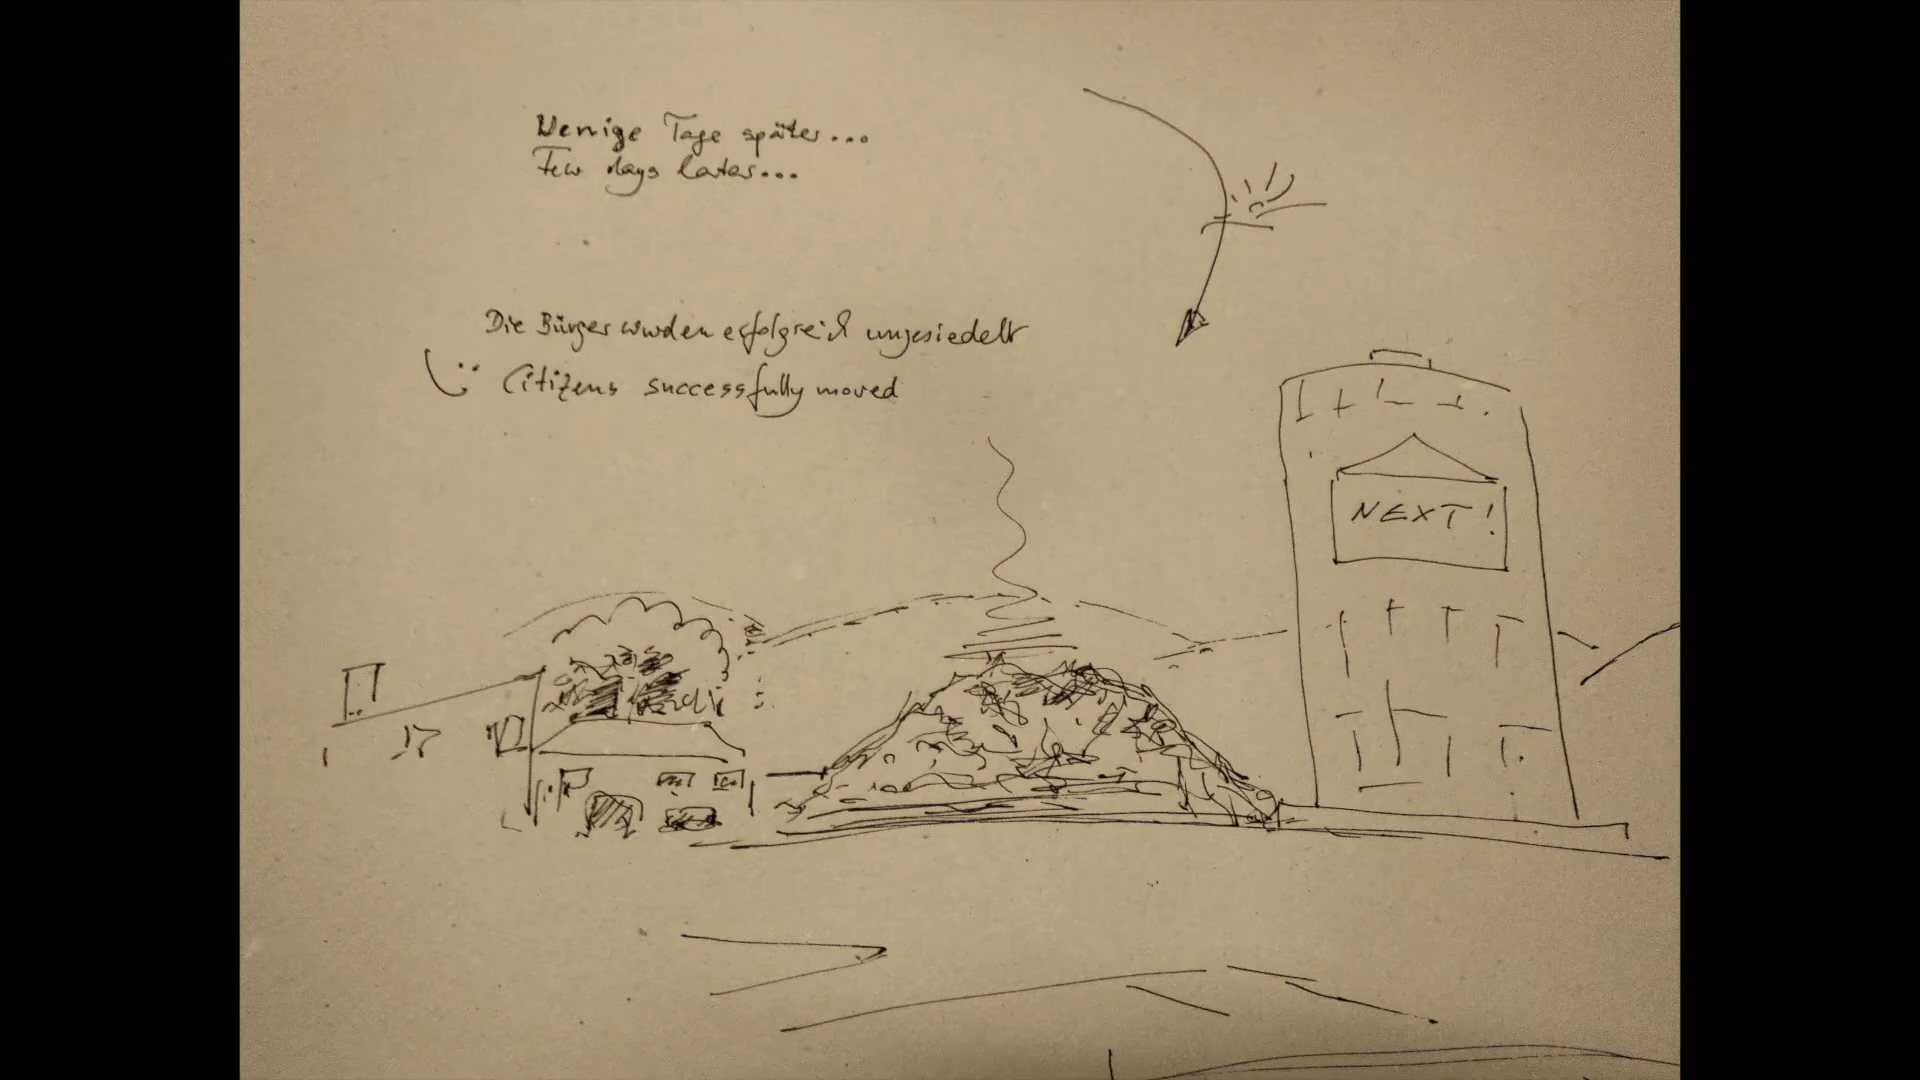 Wenige Tage später...
Few days later...
Die Bürger wurden erfolgreich umgesiedelt
Citizens successfully moved
NEXT!